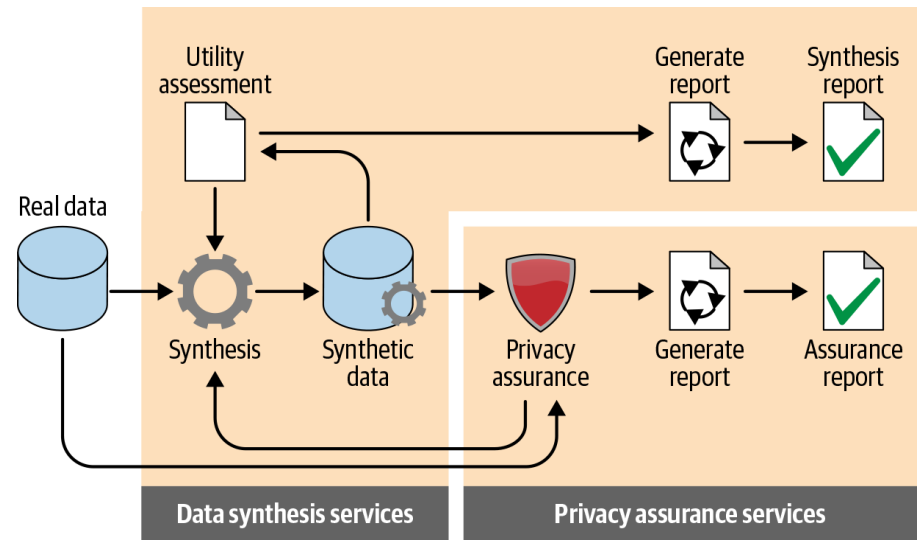 Utility
assessment
Generate
report
Synthesis
report
Real data
Synthesis
Synthetic
data
Privacy
assurance
Generate
report
Assurance
report
Data synthesis services
Privacy assurance services